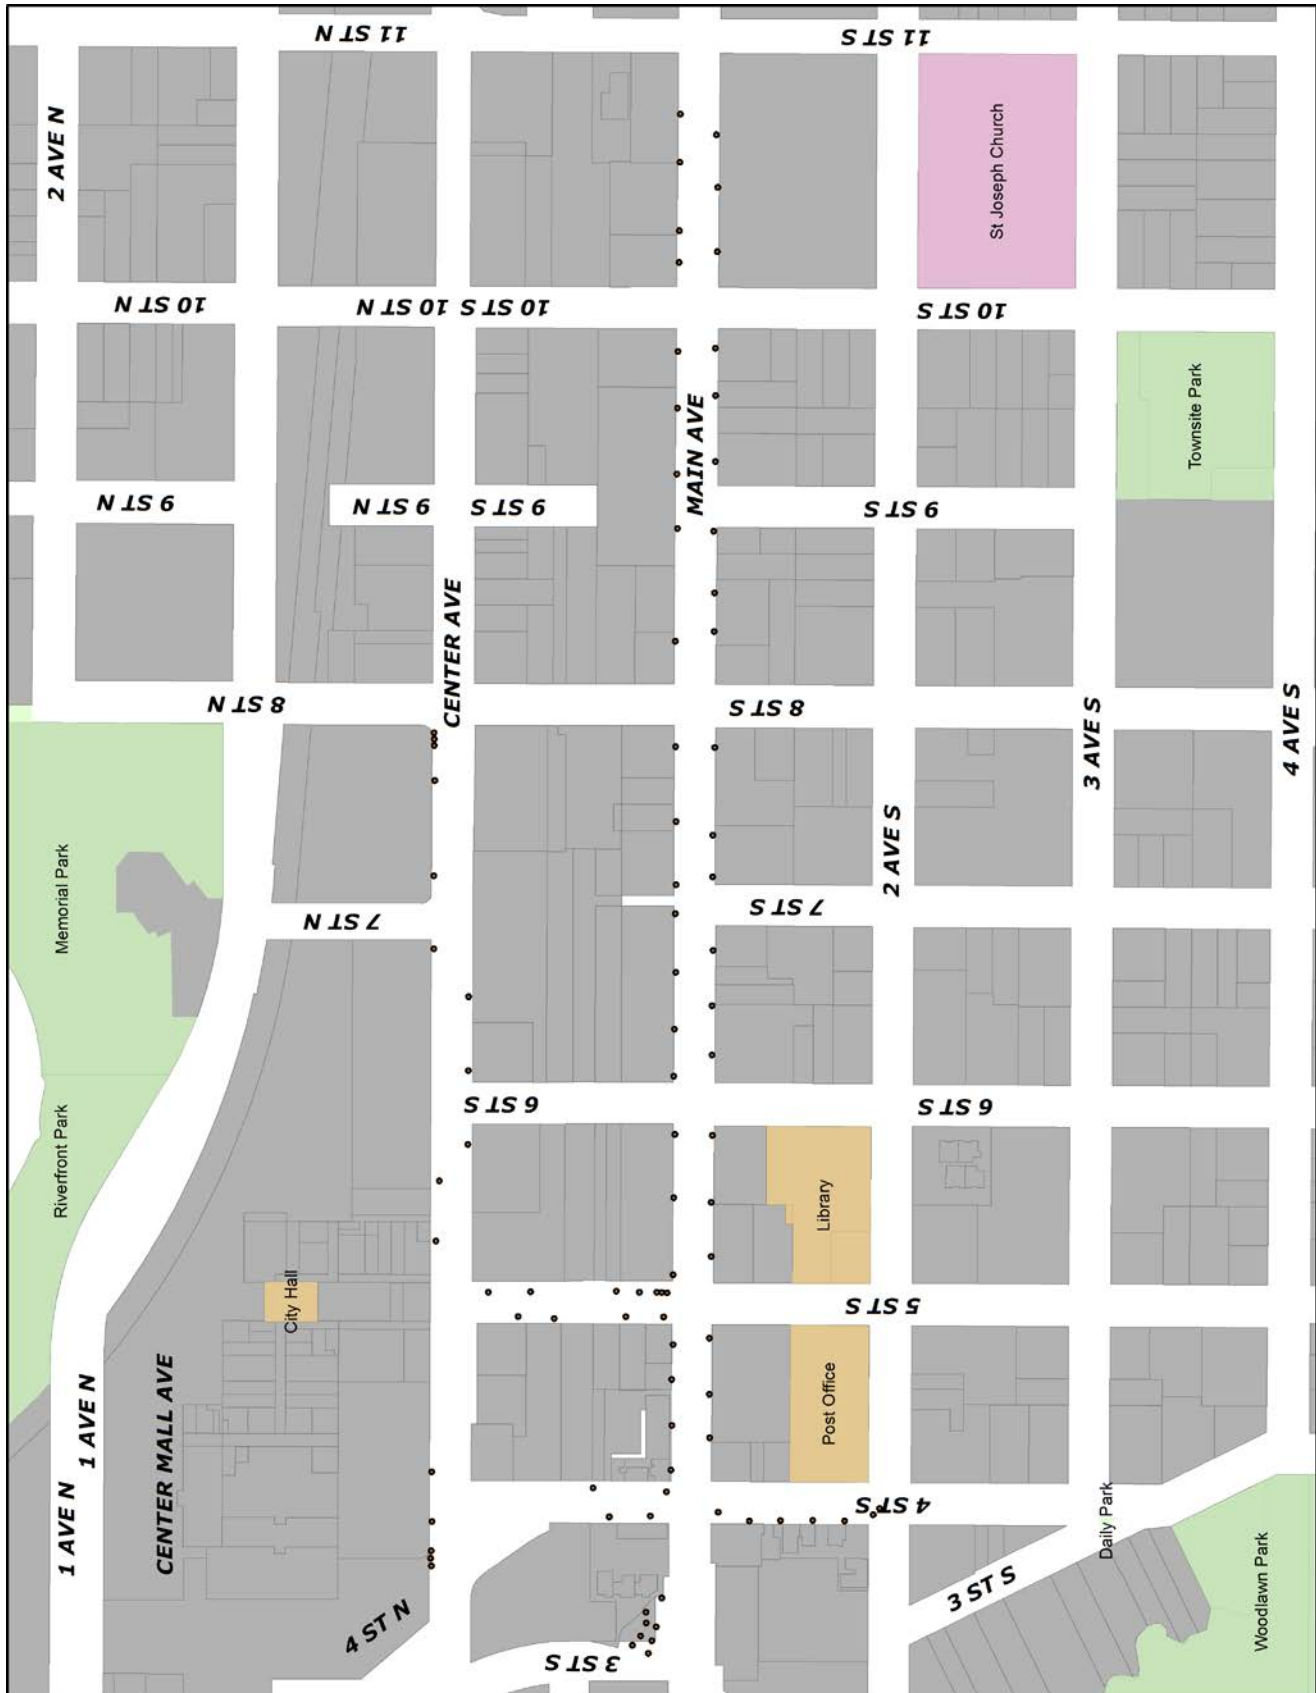 11 ST N
11 ST S
2 AVE N
St Joseph Church
10 ST N
10 ST N
10 ST S
10 ST S
Townsite Park
MAIN AVE
9 ST N
9 ST N
9 ST S
9 ST S
CENTER AVE
8 ST N
8 ST S
3 AVE S
4 AVE S
2 AVE S
Memorial Park
7 ST N
7 ST S
6 ST S
6 ST S
Riverfront Park
Library
City Hall
5 ST S
Post Office
1 AVE N
CENTER MALL AVE
1 AVE N
4 ST S
Daily Park
Woodlawn Park
3 ST S
4 ST N
3 ST S